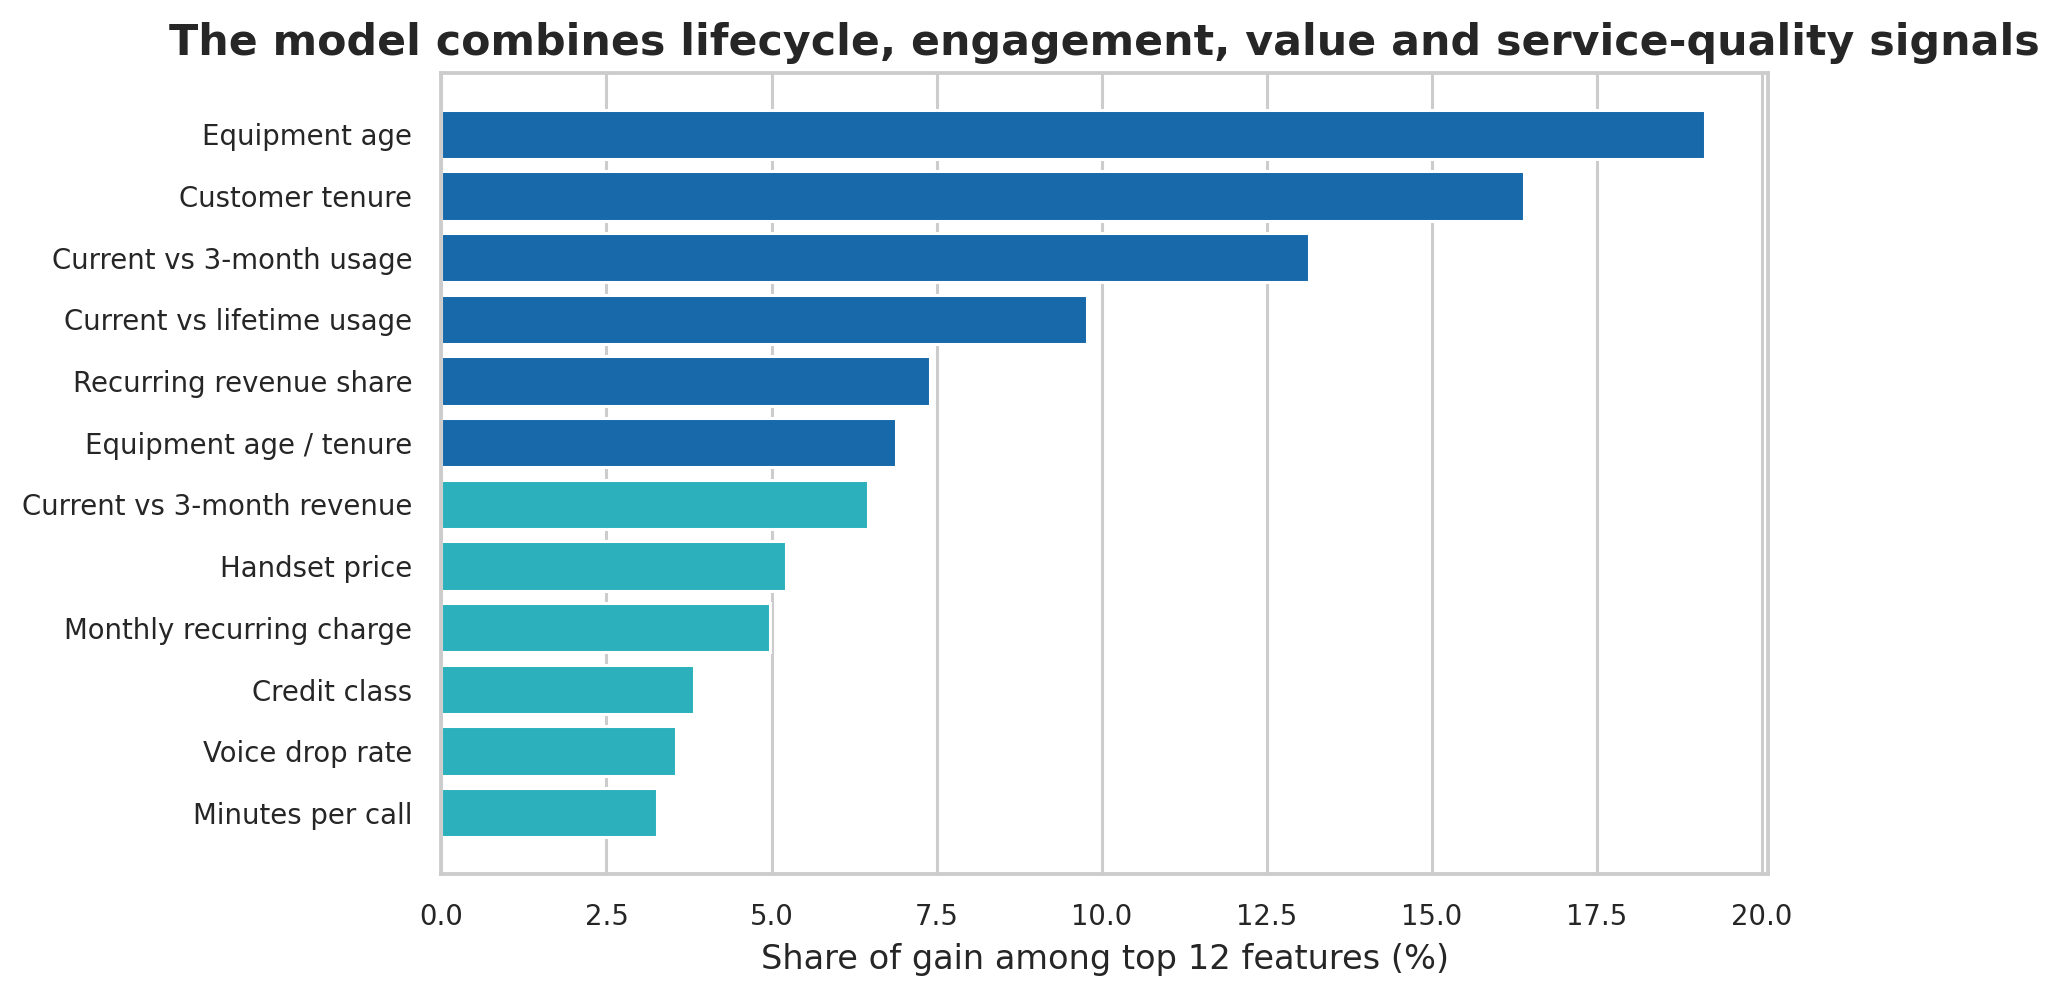 The model combines lifecycle, engagement, value and service-quality signals
Equipment age
Customer tenure
Current vs 3-month usage
Current vs lifetime usage
Recurring revenue share
Equipment age / tenure
Current vs 3-month revenue
Handset price
Monthly recurring charge
Credit class
Voice drop rate
Minutes per call
0.0 2.5 5.0 7.5 10.0 12.5 15.0 17.5 20.0
Share of gain among top 12 features (%)